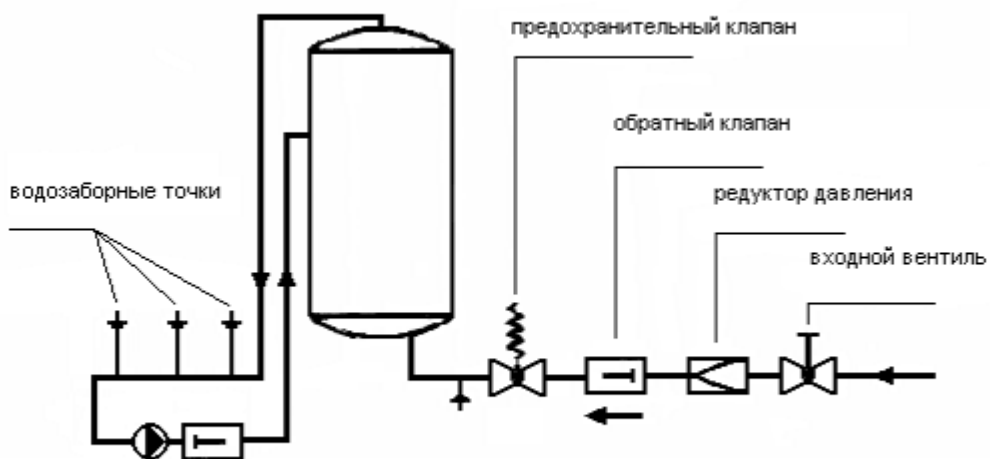 предохранительный клапан
обратный клапан
водозаборные точки
редуктор давления
входной вентиль